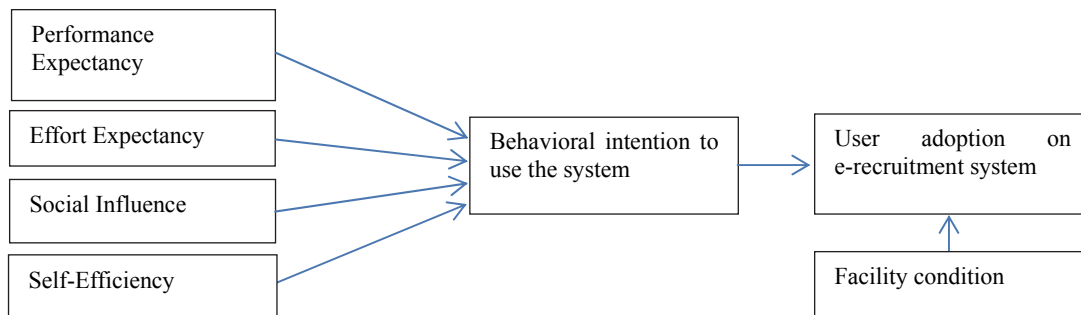 Performance
Expectancy
Effort Expectancy
Social Influence
Self-Efficiency
Behavioral intention to
use the system
User adoption on
e-recruitment system
Facility condition